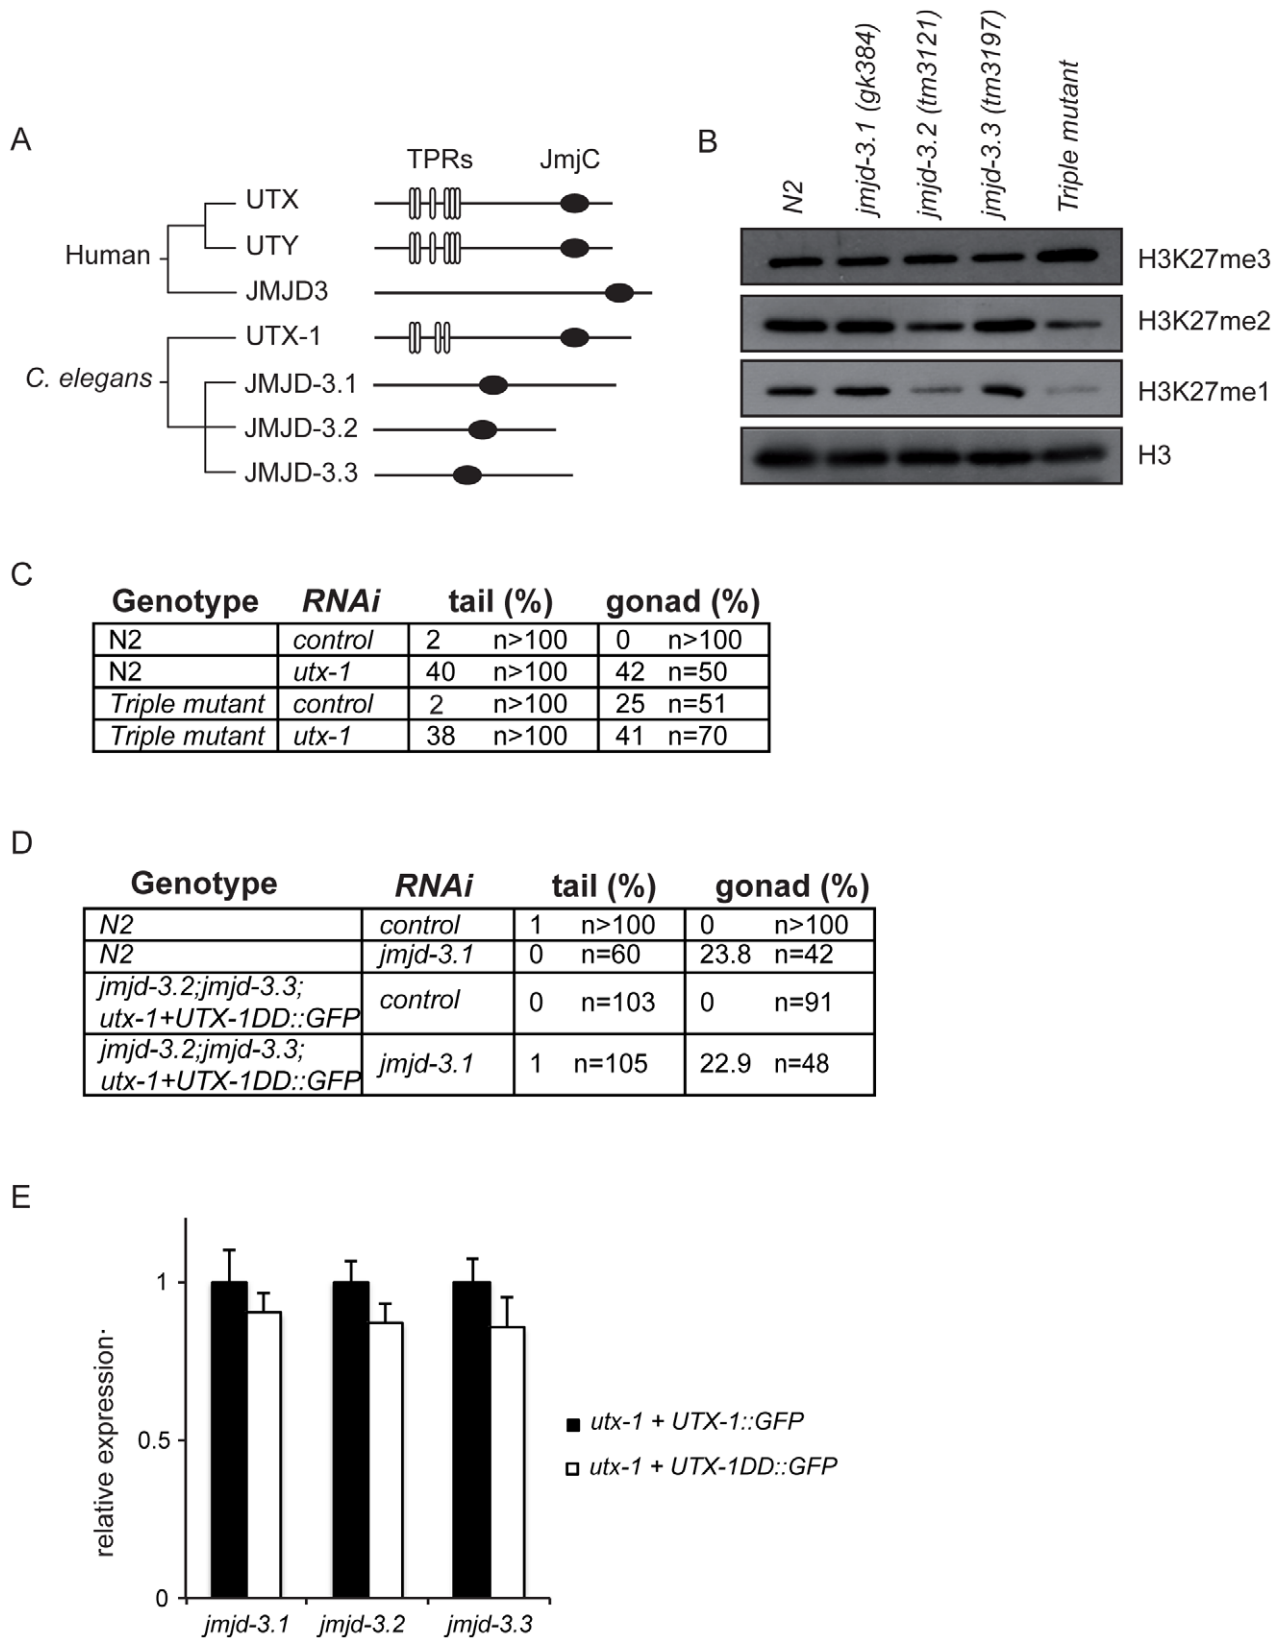 A
TPRs JmjC
Human
UTX
UTY
JMJD3
C. elegans
UTX-1
JMJD-3.1
JMJD-3.2
JMJD-3.3
B
N2
jmjd-3.1 (gk384)
jmjd-3.2 (tm3121)
jmjd-3.3 (tm3197)
Triple mutant
H3K27me3
H3K27me2
H3K27me1
H3
C
Genotype RNAi tail (%) gonad (%)
N2 control 2 n>100 0 n>100
N2 utx-1 40 n>100 42 n=50
Triple mutant control 2 n>100 25 n=51
Triple mutant utx-1 38 n>100 41 n=70
D
Genotype RNAi tail (%) gonad (%)
N2 control 1 n>100 0 n>100
N2 jmjd-3.1 0 n=60 23.8 n=42
jmjd-3.2;jmjd-3.3;
utx-1+UTX-1DD::GFP control 0 n=103 0 n=91
jmjd-3.2;jmjd-3.3;
utx-1+UTX-1DD::GFP jmjd-3.1 1 n=105 22.9 n=48
E
relative expression·
1
0.5
0
jmjd-3.1 jmjd-3.2 jmjd-3.3
utx-1 + UTX-1::GFP
utx-1 + UTX-1DD::GFP